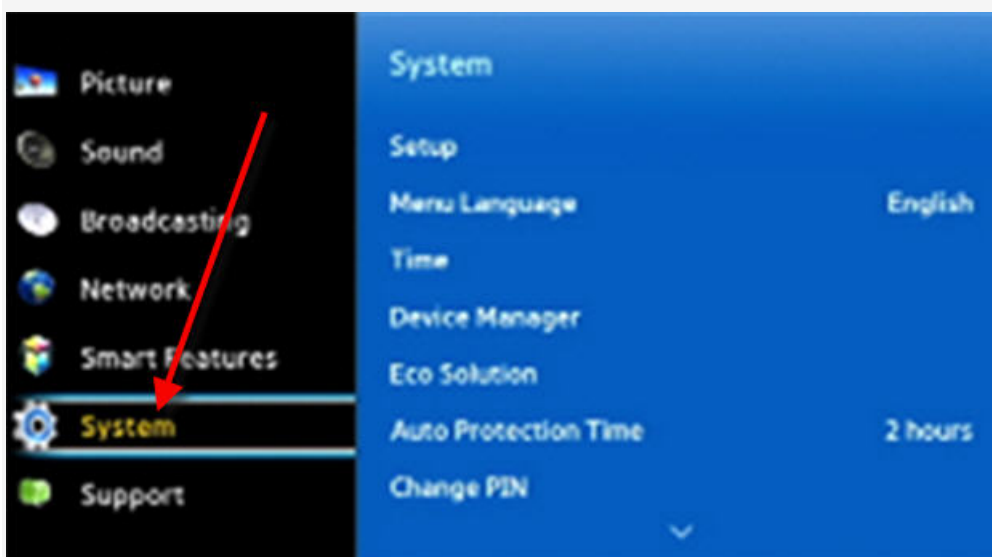 Picture
Sound
Broadcasting
Network
Smart Features
System
Support
System
Setup
Menu Language English
Time
Device Manager
Eco Solution
Auto Protection Time 2 hours
Change PIN